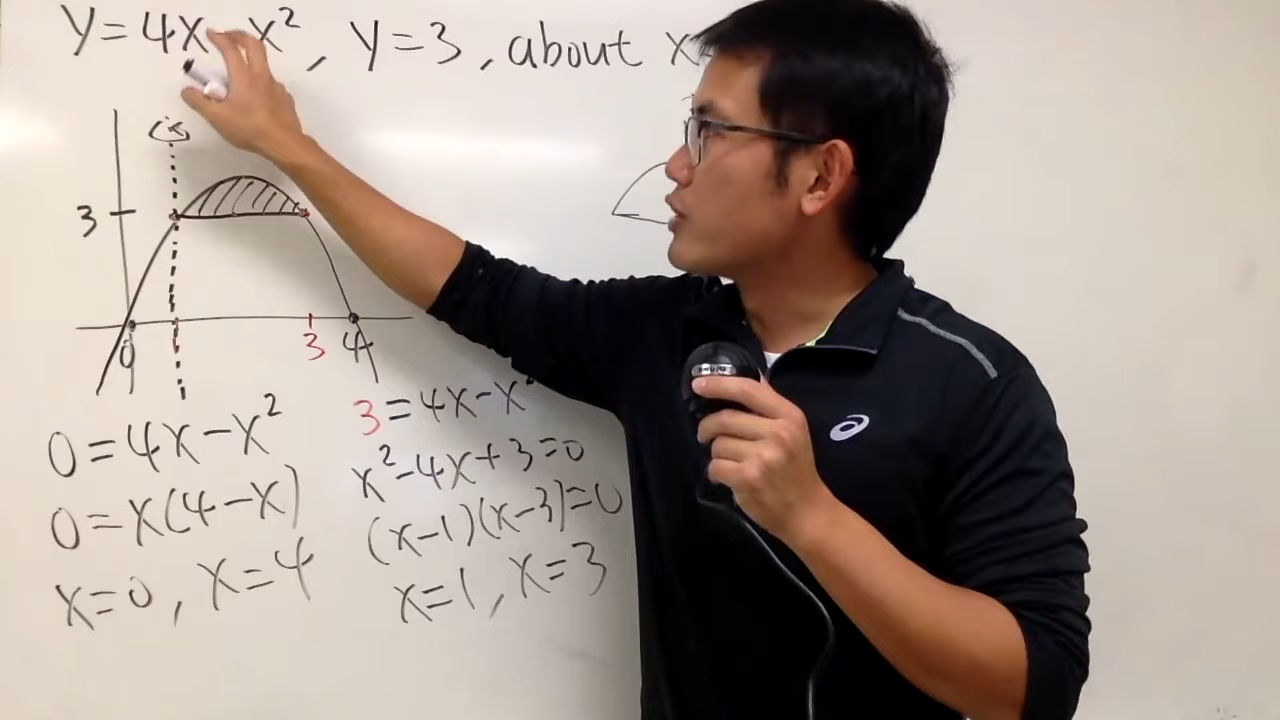 y=4x-x², y=3, about x
3
0 3 4
0=4x-x²
0=x(4-x)
x=0, x=4
3=4x-x²
x²-4x+3=0
(x-1)(x-3)=0
x=1, x=3